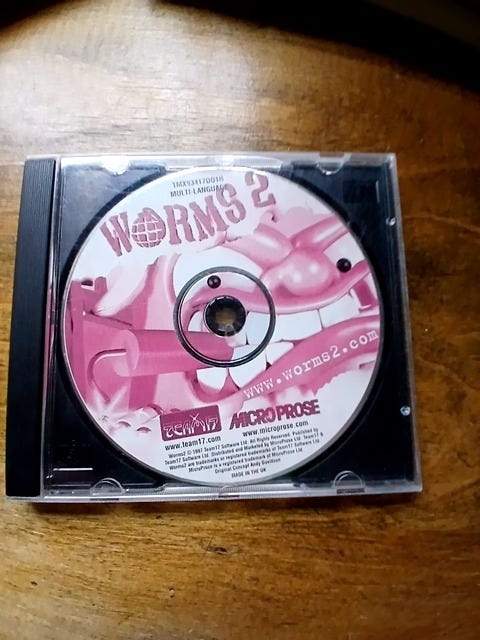 TMX93417D01H
MULTI-LANGUAGE
WORMS 2
www.worms2.com
TEAM17
MICROPROSE
www.team17.com
www.microprose.com
Worms2 © 1997 Team17 Software Ltd. All Rights Reserved. Published by
Team17 Software Ltd. Distributed and Marketed by MicroProse Ltd. Team17 &
Worms2 are trademarks or registered trademarks of Team17 Software Ltd.
MicroProse is a registered trademark of MicroProse Inc.
Original Concept Andy Davidson
MADE IN THE UK